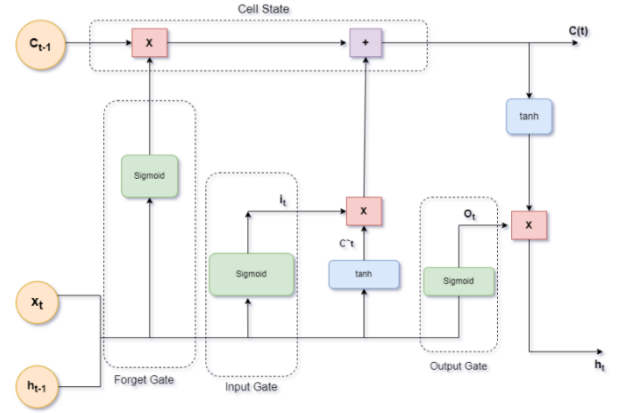 Cell State
Ct-1
X
+
C(t)
tanh
Sigmoid
it
X
Ot
X
C~t
Sigmoid
tanh
Sigmoid
xt
ht-1
Forget Gate
Input Gate
Output Gate
ht